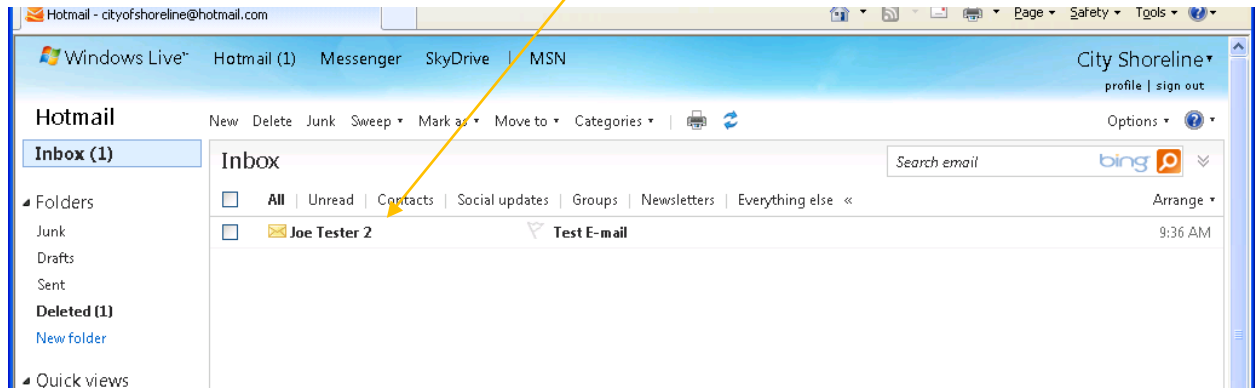 Hotmail - cityofshoreline@hotmail.com Page Safety Tools
Windows Live™ Hotmail (1) Messenger SkyDrive | MSN City Shoreline
profile | sign out
Hotmail New Delete Junk Sweep Mark as Move to Categories | Options
Inbox (1) Inbox Search email bing
Folders All | Unread | Contacts | Social updates | Groups | Newsletters | Everything else « Arrange
Junk Joe Tester 2 Test E-mail 9:36 AM
Drafts
Sent
Deleted (1)
New folder
Quick views